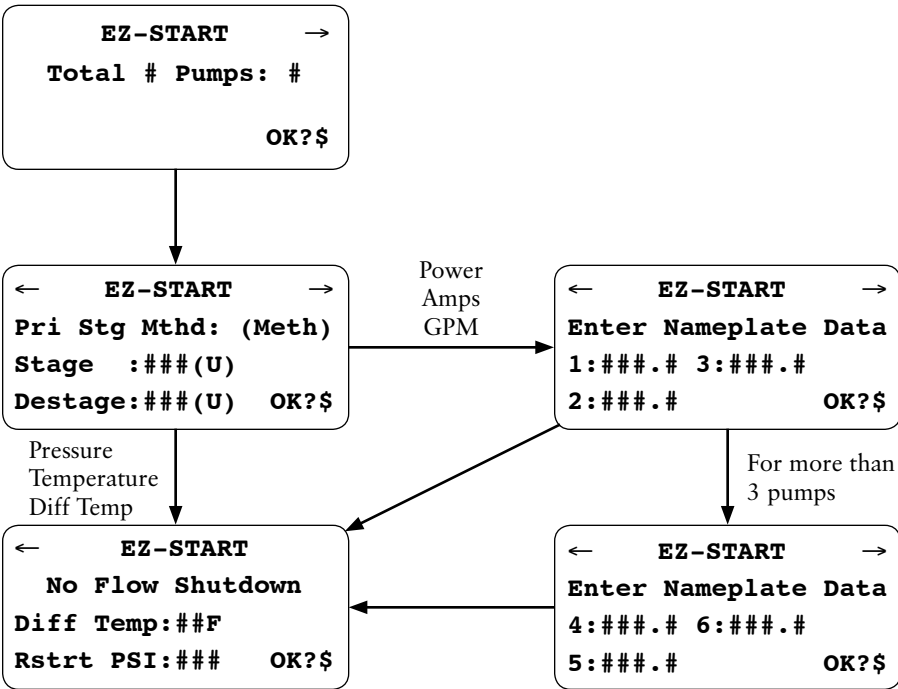 EZ-START →
Total # Pumps: #
OK?$
← EZ-START →
Pri Stg Mthd: (Meth)
Stage :###(U)
Destage:###(U) OK?$
Power
Amps
GPM
← EZ-START →
Enter Nameplate Data
1:###.# 3:###.#
2:###.# OK?$
Pressure
Temperature
Diff Temp
For more than
3 pumps
← EZ-START
No Flow Shutdown
Diff Temp:##F
Rstrt PSI:### OK?$
← EZ-START →
Enter Nameplate Data
4:###.# 6:###.#
5:###.# OK?$